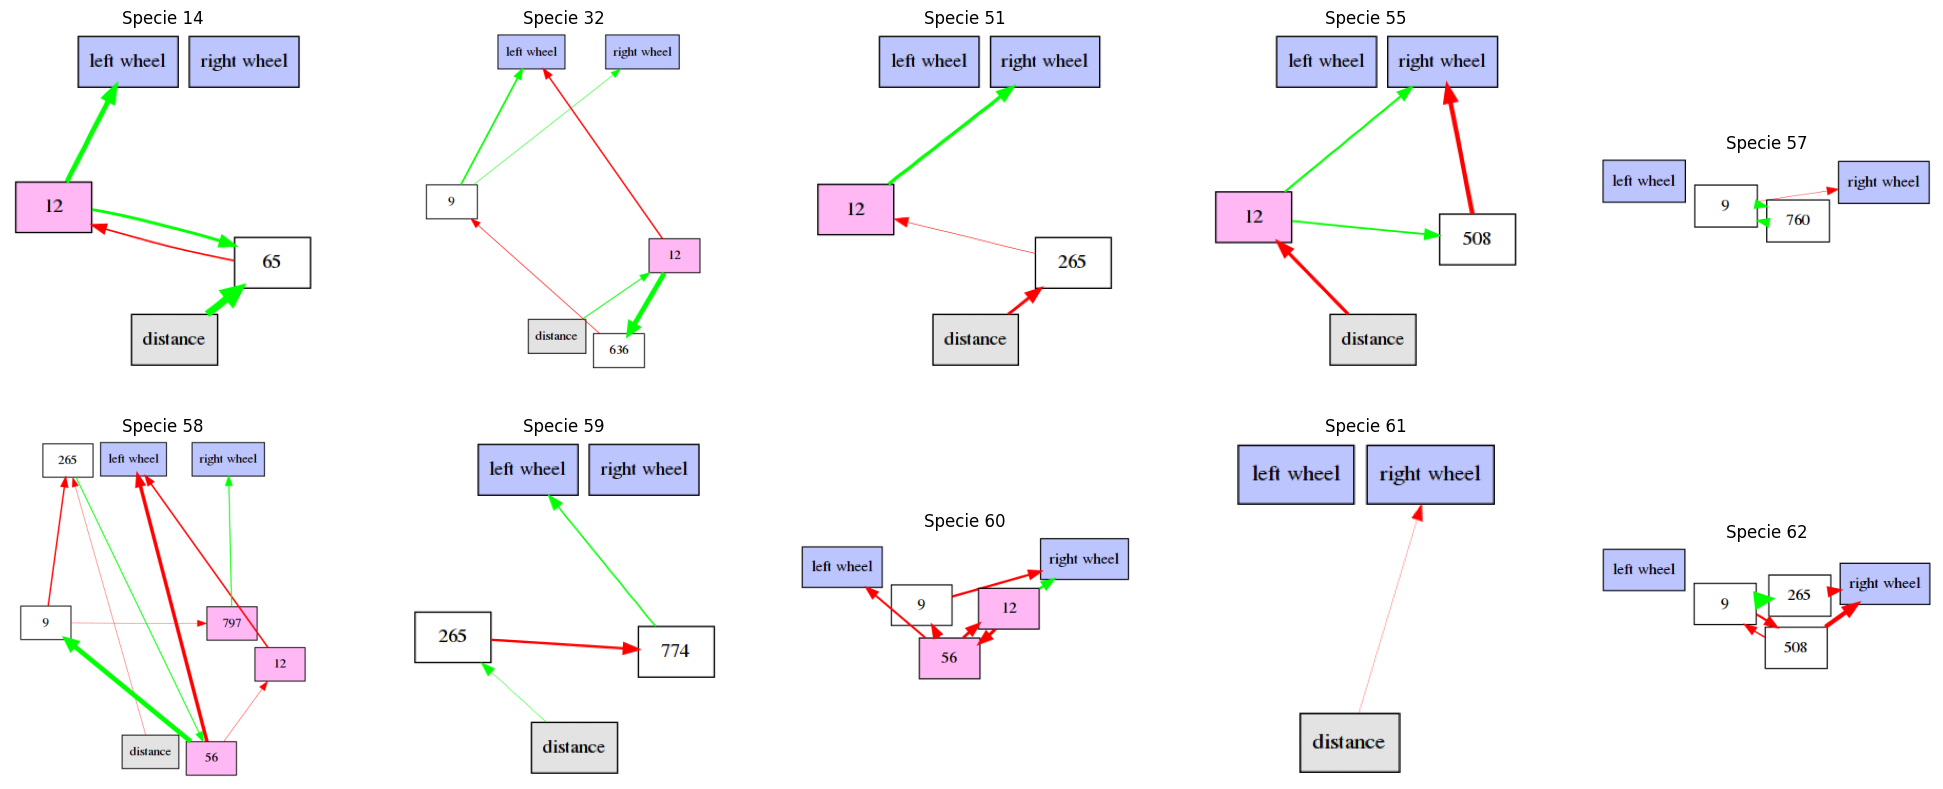 Specie 14
left wheel
right wheel
12
65
distance
Specie 32
left wheel
right wheel
9
12
distance
636
Specie 51
left wheel
right wheel
12
265
distance
Specie 55
left wheel
right wheel
12
508
distance
Specie 57
left wheel
right wheel
9
760
Specie 58
265
left wheel
right wheel
9
797
12
distance
56
Specie 59
left wheel
right wheel
265
774
distance
Specie 60
left wheel
right wheel
9
12
56
Specie 61
left wheel
right wheel
distance
Specie 62
left wheel
right wheel
9
265
508